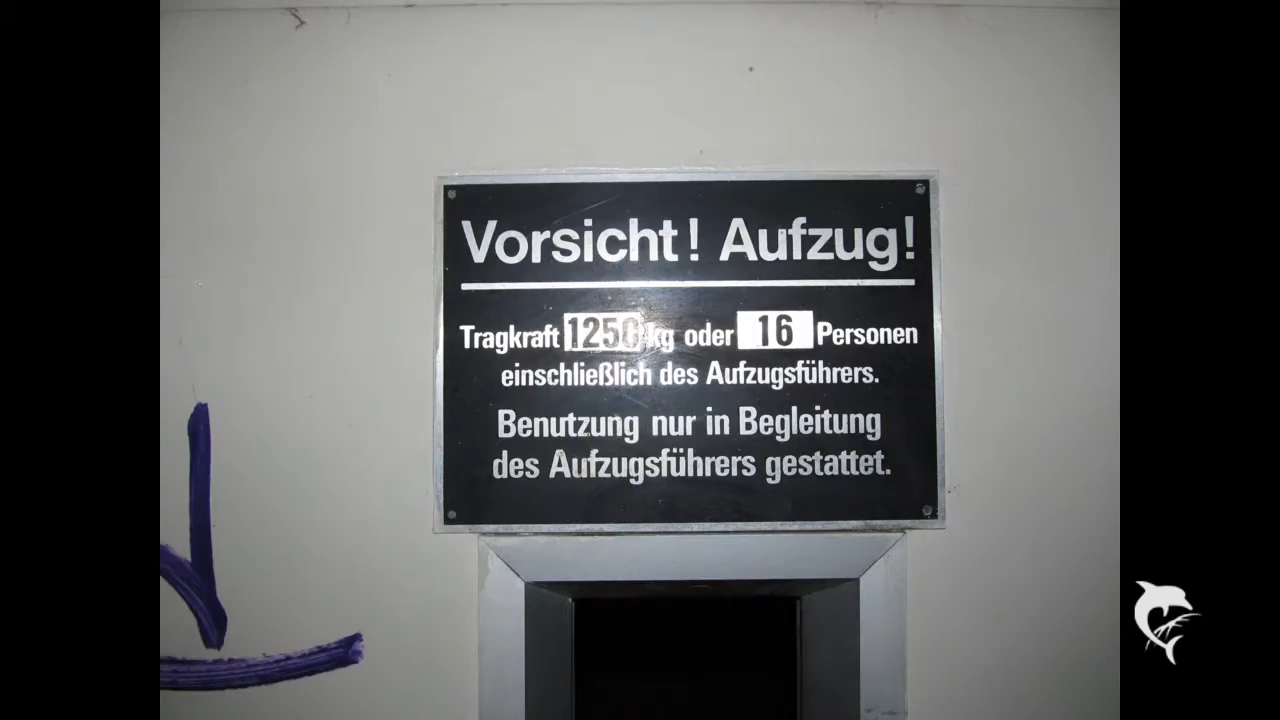 Vorsicht! Aufzug!
Tragkraft 1250 kg oder 16 Personen
einschließlich des Aufzugsführers.
Benutzung nur in Begleitung
des Aufzugsführers gestattet.